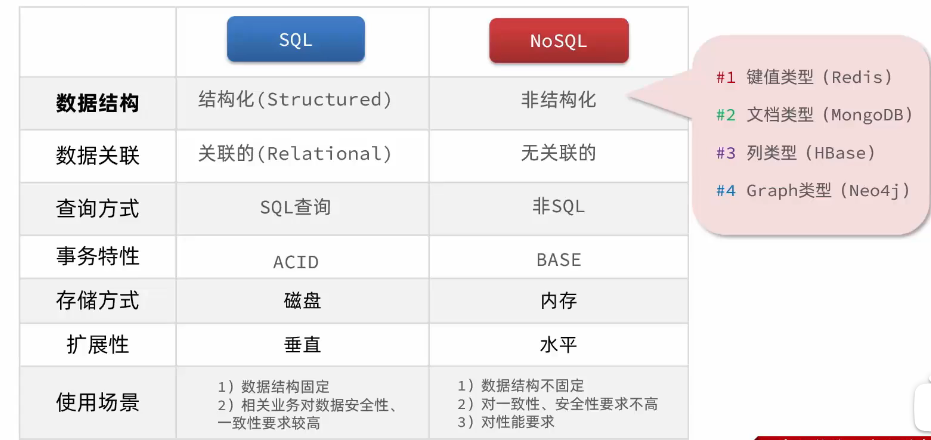 SQL
NoSQL
数据结构
结构化(Structured)
非结构化
#1 键值类型（Redis）
#2 文档类型（MongoDB）
#3 列类型（HBase）
#4 Graph类型（Neo4j）
数据关联
关联的(Relational)
无关联的
查询方式
SQL查询
非SQL
事务特性
ACID
BASE
存储方式
磁盘
内存
扩展性
垂直
水平
使用场景
1）数据结构固定
2）相关业务对数据安全性、
一致性要求较高
1）数据结构不固定
2）对一致性、安全性要求不高
3）对性能要求